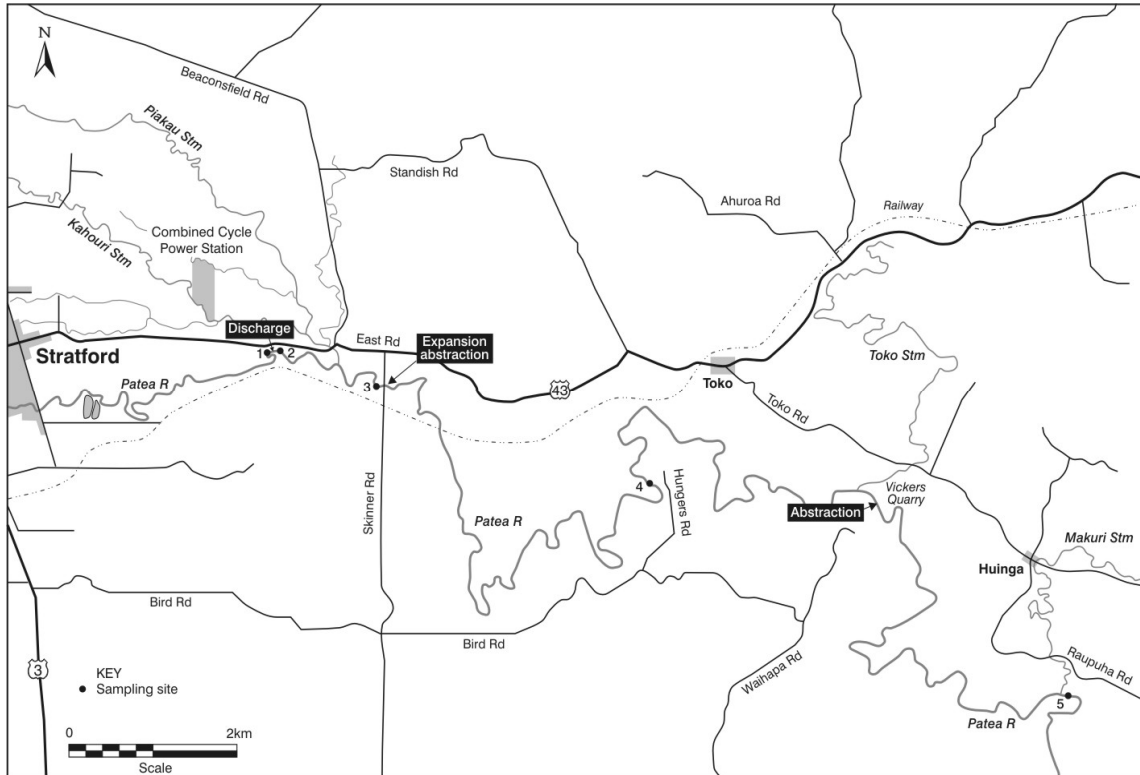 N
Beaconsfield Rd
Piakau Stm
Standish Rd
Ahuroa Rd
Railway
Kahouri Stm
Combined Cycle
Power Station
Discharge
1
2
East Rd
Expansion
abstraction
Stratford
Patea R
3
43
Toko
Toko Stm
Toko Rd
Skinner Rd
4
Hungers Rd
Vickers
Quarry
Abstraction
Patea R
Makuri Stm
Huinga
Bird Rd
Bird Rd
Waihapa Rd
Raupuha Rd
3
KEY
Sampling site
5
Patea R
0
2km
Scale